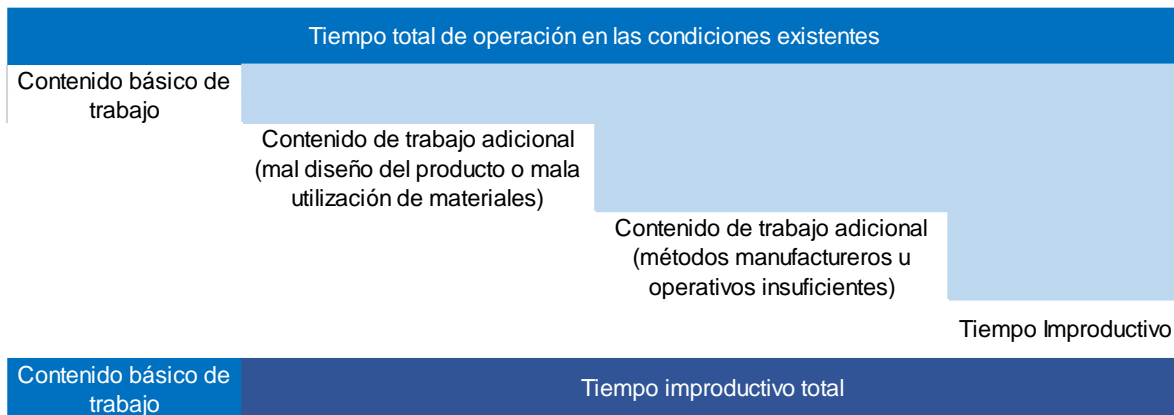 Tiempo total de operación en las condiciones existentes
Contenido básico de
trabajo
Contenido de trabajo adicional
(mal diseño del producto o mala
utilización de materiales)
Contenido de trabajo adicional
(métodos manufactureros u
operativos insuficientes)
Tiempo Improductivo
Contenido básico de
trabajo
Tiempo improductivo total